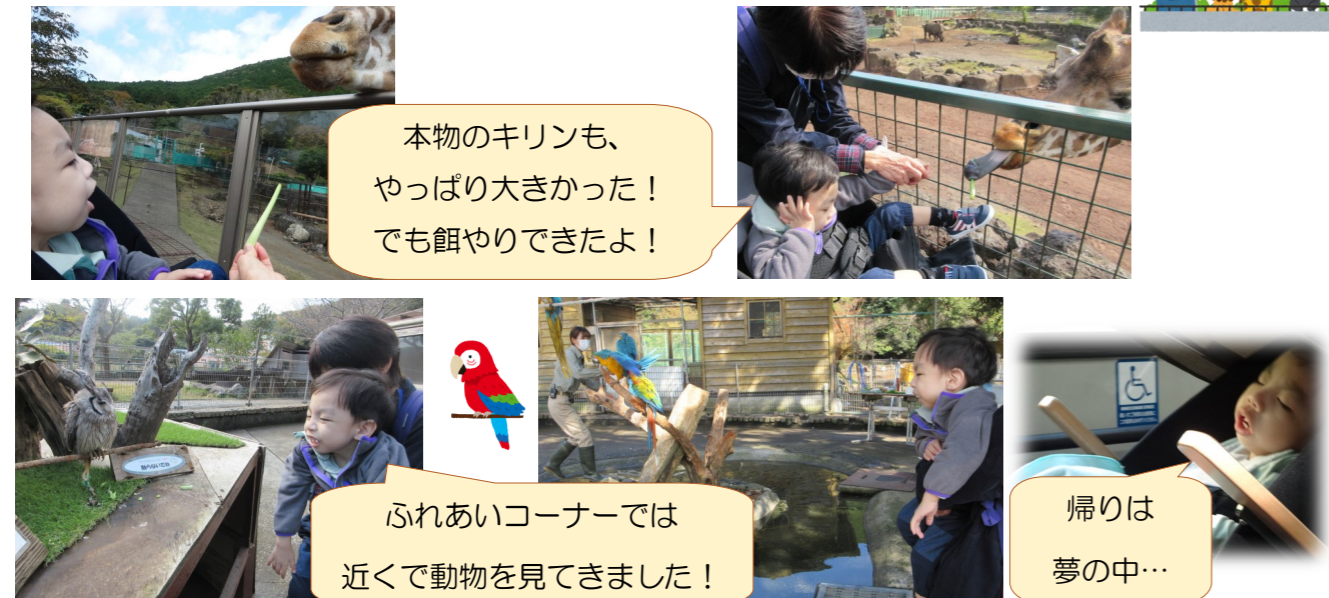 本物のキリンも、
やっぱり大きかった！
でも餌やりできたよ！
ふれあいコーナーでは
近くで動物を見てきました！
帰りは
夢の中…